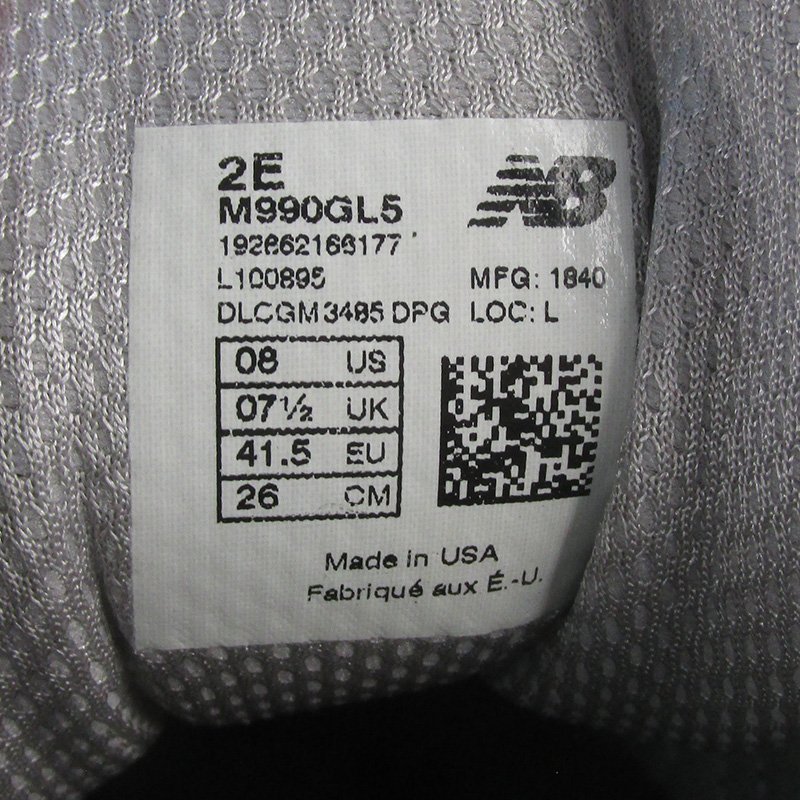 2E
NB
M990GL5
192662166177
L100895
MFG: 1840
DLCGM3485 DPG LOC: L
08 US
07½ UK
41.5 EU
26 CM
Made in USA
Fabriqué aux É.-U.